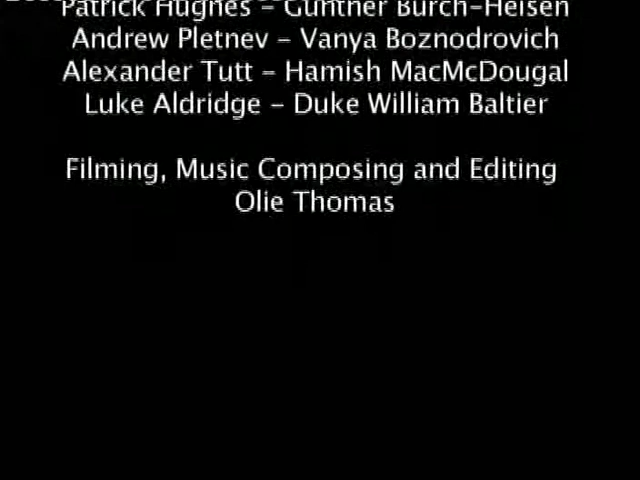 Patrick Hughes – Gunther Burch-Heisen
Andrew Pletnev – Vanya Boznodrovich
Alexander Tutt – Hamish MacMcDougal
Luke Aldridge – Duke William Baltier
Filming, Music Composing and Editing
Olie Thomas